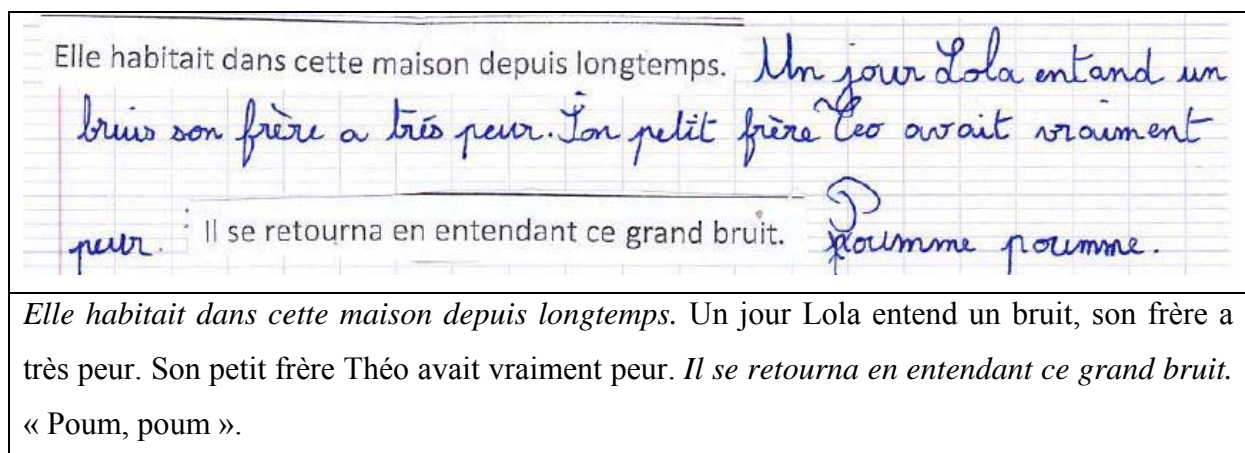 Elle habitait dans cette maison depuis longtemps. Un jour Lola entand un
bruis son frère a trés peur. Son petit frère Teo avait vraiment
peur. Il se retourna en entendant ce grand bruit. Poumme poumme.
Elle habitait dans cette maison depuis longtemps. Un jour Lola entend un bruit, son frère a
très peur. Son petit frère Théo avait vraiment peur. Il se retourna en entendant ce grand bruit.
« Poum, poum ».